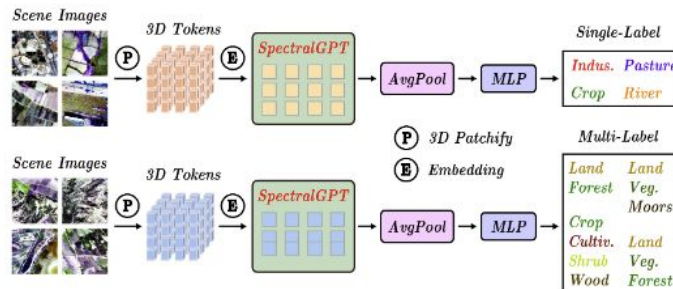 Scene Images
3D Tokens
Single-Label
P
E
SpectralGPT
AvgPool
MLP
Indus. Pasture
Crop River
P 3D Patchify
E Embedding
Scene Images
3D Tokens
Multi-Label
P
E
SpectralGPT
AvgPool
MLP
Land Land
Forest Veg.
Moors
Crop
Cultiv. Land
Shrub Veg.
Wood Forest